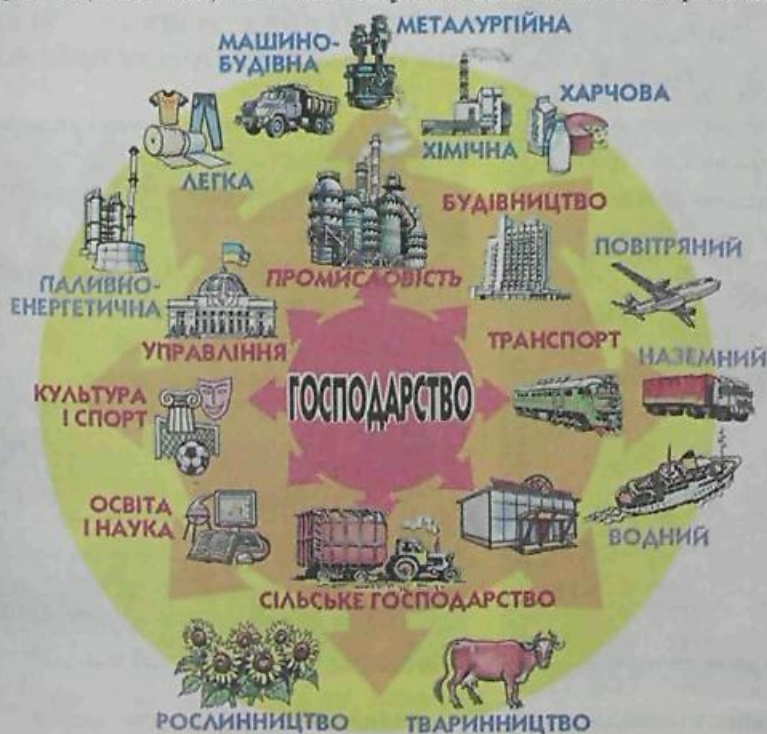 МЕТАЛУРГІЙНА
МАШИНО-
БУДІВНА
ХАРЧОВА
ХІМІЧНА
ЛЕГКА
БУДІВНИЦТВО
ПОВІТРЯНИЙ
ПАЛИВНО-
ЕНЕРГЕТИЧНА
ПРОМИСЛОВІСТЬ
УПРАВЛІННЯ
ТРАНСПОРТ
НАЗЕМНИЙ
КУЛЬТУРА
І СПОРТ
ГОСПОДАРСТВО
ОСВІТА
І НАУКА
ВОДНИЙ
СІЛЬСЬКЕ ГОСПОДАРСТВО
РОСЛИННИЦТВО
ТВАРИННИЦТВО